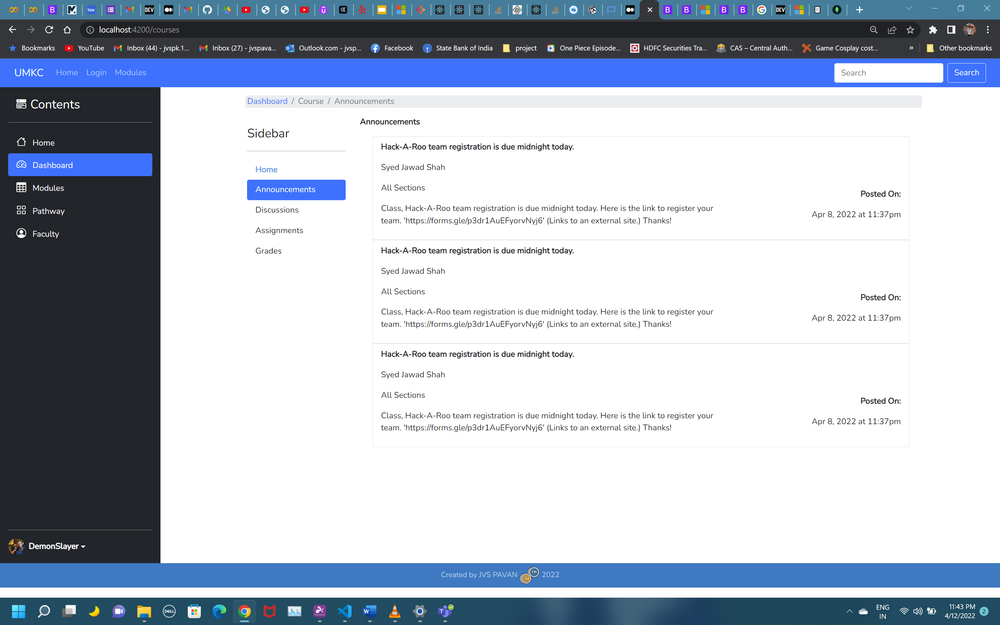 localhost:4200/courses
Bookmarks YouTube Inbox (44) - jvspk.1... Inbox (27) - jvspava... Outlook.com - jvsp... Facebook State Bank of India project One Piece Episode... HDFC Securities Tra... CAS – Central Auth... Game Cosplay cost... » Other bookmarks
UMKC Home Login Modules Search Search
Contents
Home
Dashboard
Modules
Pathway
Faculty
DemonSlayer
Dashboard / Course / Announcements
Sidebar
Home
Announcements
Discussions
Assignments
Grades
Announcements
Hack-A-Roo team registration is due midnight today.
Syed Jawad Shah
All Sections
Class, Hack-A-Roo team registration is due midnight today. Here is the link to register your
team. 'https://forms.gle/p3dr1AuEFyorvNyj6' (Links to an external site.) Thanks!
Posted On:
Apr 8, 2022 at 11:37pm
Hack-A-Roo team registration is due midnight today.
Syed Jawad Shah
All Sections
Class, Hack-A-Roo team registration is due midnight today. Here is the link to register your
team. 'https://forms.gle/p3dr1AuEFyorvNyj6' (Links to an external site.) Thanks!
Posted On:
Apr 8, 2022 at 11:37pm
Hack-A-Roo team registration is due midnight today.
Syed Jawad Shah
All Sections
Class, Hack-A-Roo team registration is due midnight today. Here is the link to register your
team. 'https://forms.gle/p3dr1AuEFyorvNyj6' (Links to an external site.) Thanks!
Posted On:
Apr 8, 2022 at 11:37pm
Created by JVS PAVAN C TM 2022
DELL
ENG
IN
11:43 PM
4/12/2022
2